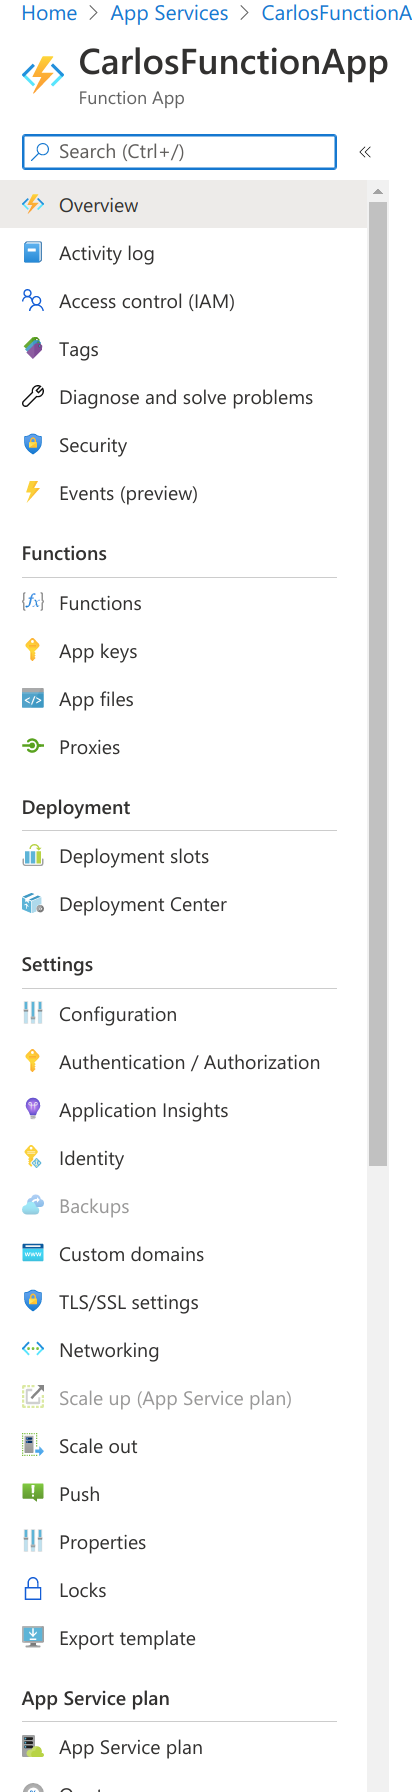 Home > App Services > CarlosFunctionA
CarlosFunctionApp
Function App
Search (Ctrl+/)
Overview
Activity log
Access control (IAM)
Tags
Diagnose and solve problems
Security
Events (preview)
Functions
Functions
App keys
App files
Proxies
Deployment
Deployment slots
Deployment Center
Settings
Configuration
Authentication / Authorization
Application Insights
Identity
Backups
Custom domains
TLS/SSL settings
Networking
Scale up (App Service plan)
Scale out
Push
Properties
Locks
Export template
App Service plan
App Service plan